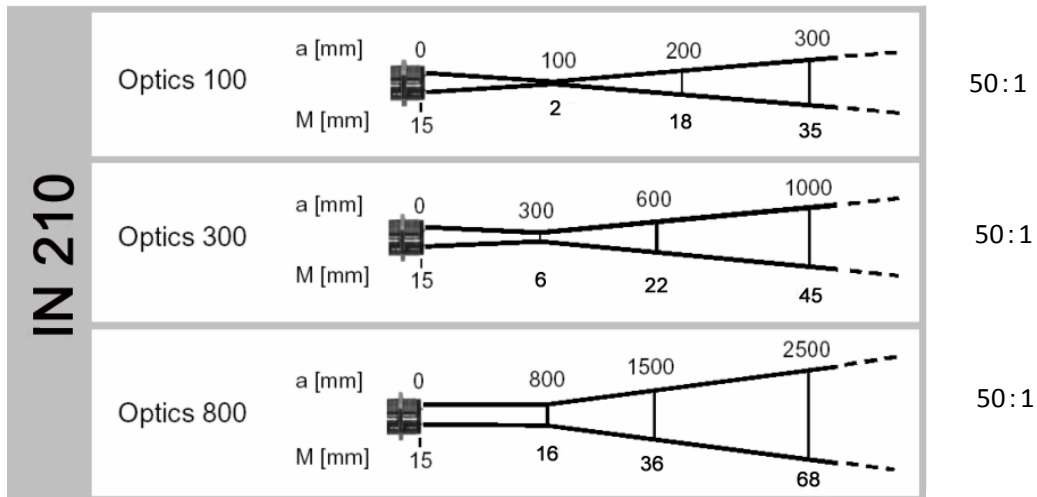 IN 210
a [mm] 0 100 200 300
Optics 100
50:1
M [mm] 15 2 18 35
a [mm] 0 300 600 1000
Optics 300
50:1
M [mm] 15 6 22 45
a [mm] 0 800 1500 2500
Optics 800
50:1
M [mm] 15 16 36 68